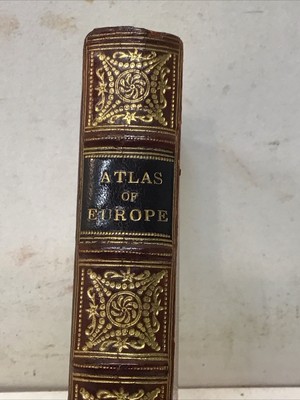 ATLAS
OF
EUROPE